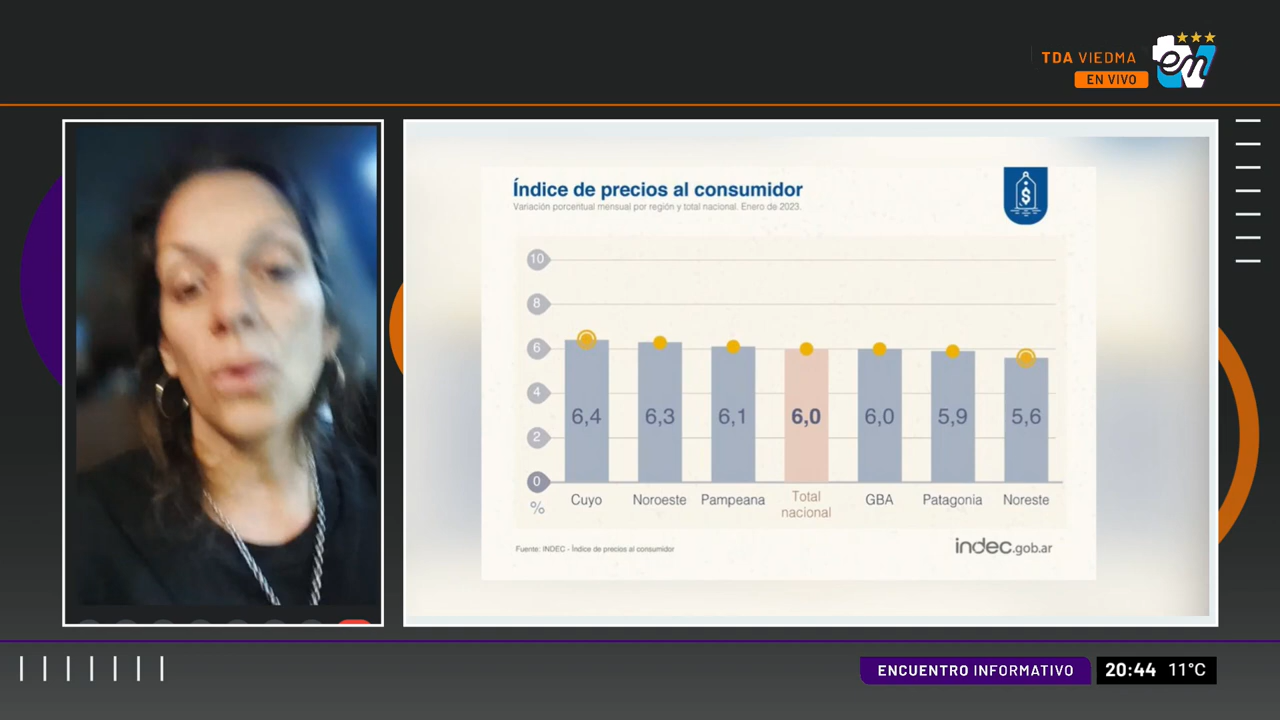 TDA VIEDMA
EN VIVO
em
Índice de precios al consumidor
Variación porcentual mensual por región y total nacional. Enero de 2023.
$
10
8
6
4
2
0
%
6,4
6,3
6,1
6,0
6,0
5,9
5,6
Cuyo
Noroeste
Pampeana
Total
nacional
GBA
Patagonia
Noreste
Fuente: INDEC - Índice de precios al consumidor
indec.gob.ar
ENCUENTRO INFORMATIVO
20:44 11°C